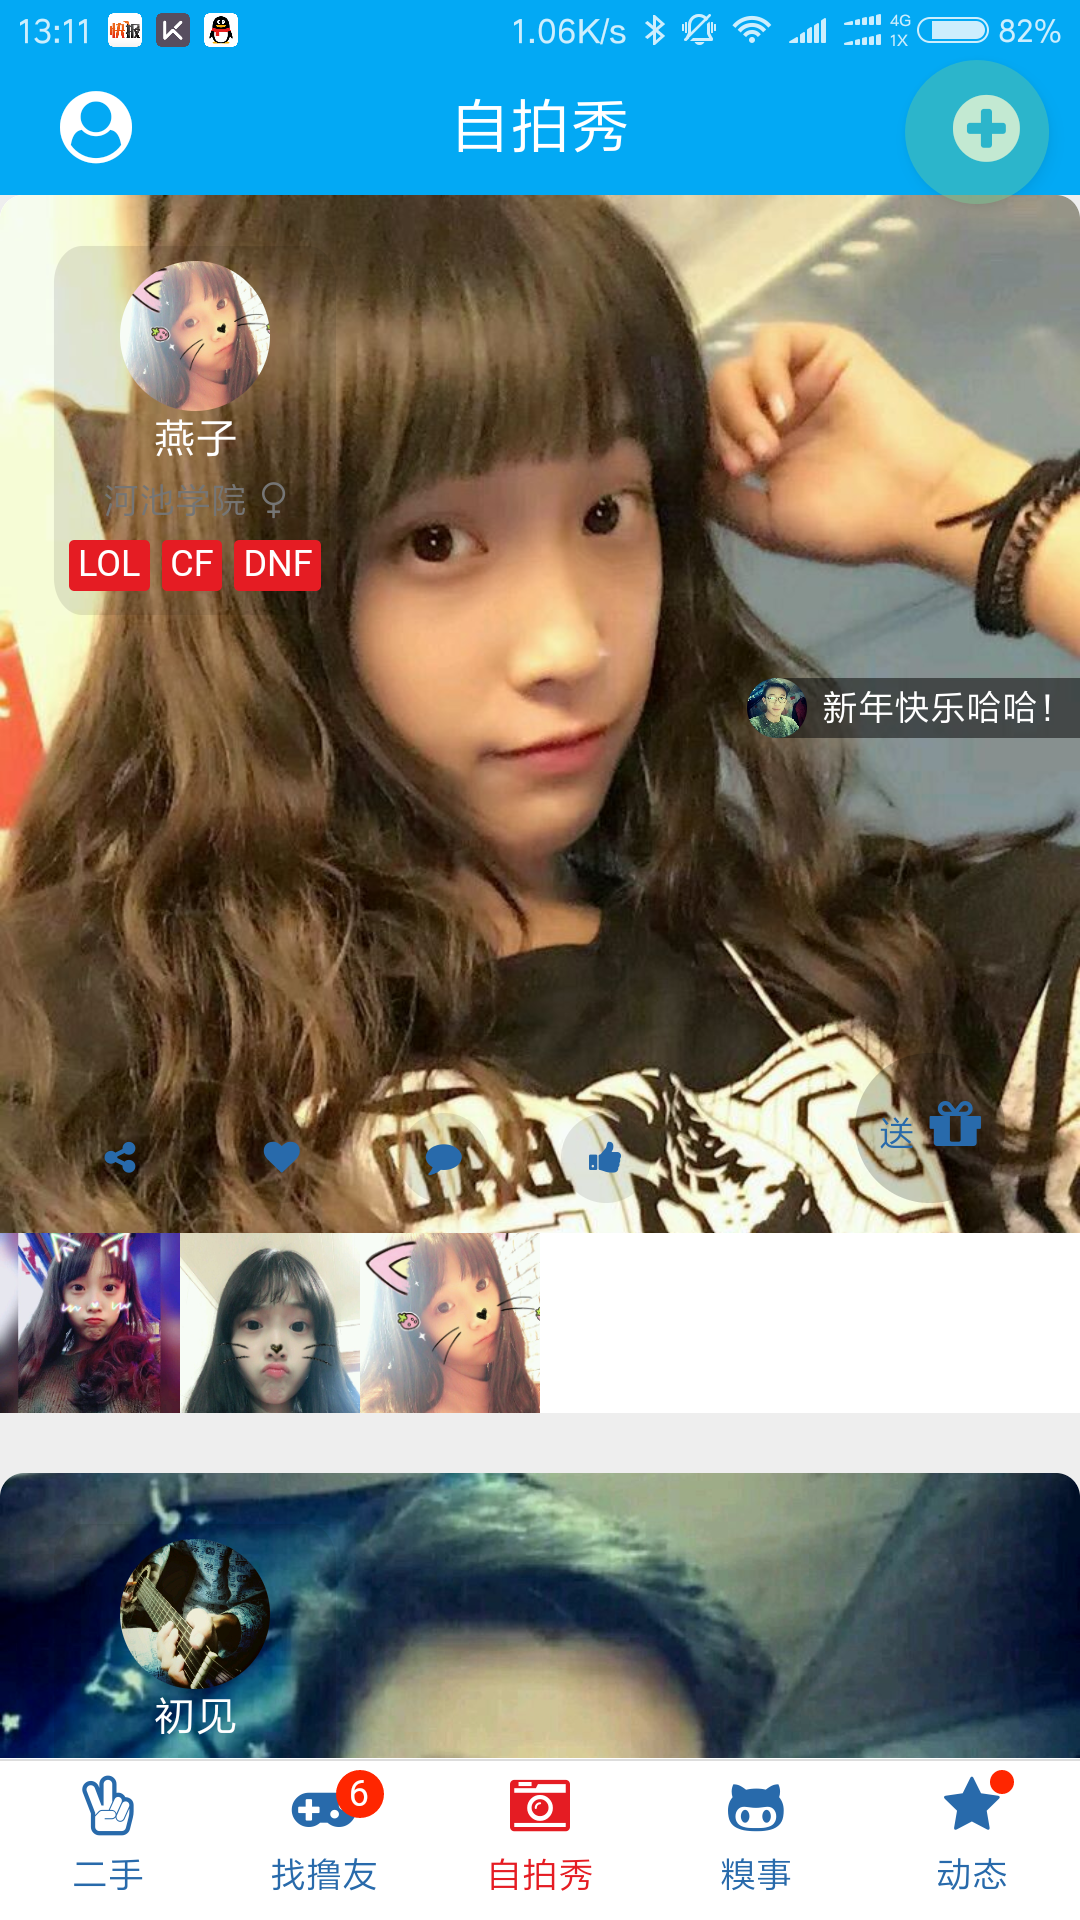 13:11 快报 1.06K/s 4G 1X 82%
自拍秀
燕子
河池学院 ♀
LOL CF DNF
新年快乐哈哈！
送
初见
6
二手 找撸友 自拍秀 糗事 动态